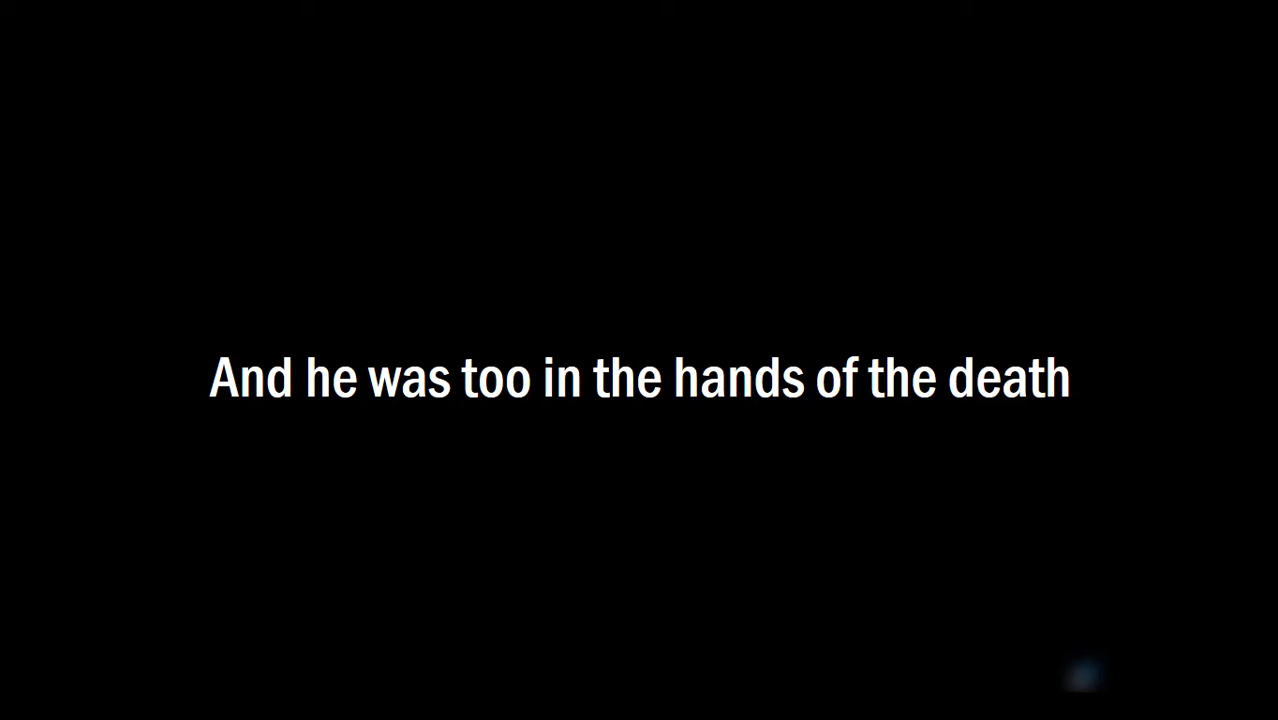 And he was too in the hands of the death